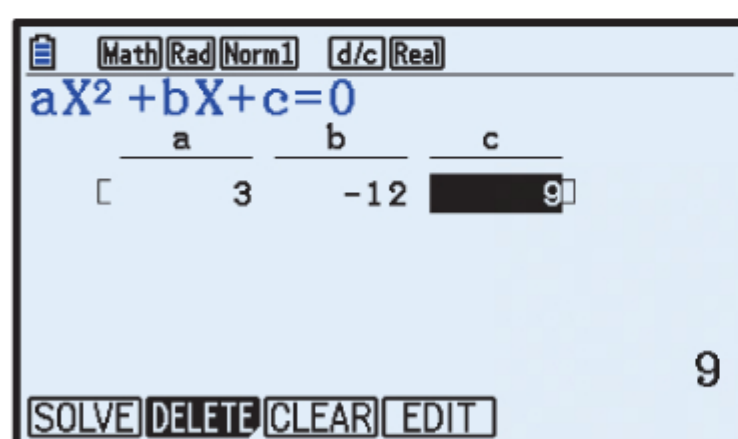 Math Rad Norm1 d/c Real
aX² +bX+c=0
a b c
[ 3 -12 9]
9
SOLVE DELETE CLEAR EDIT